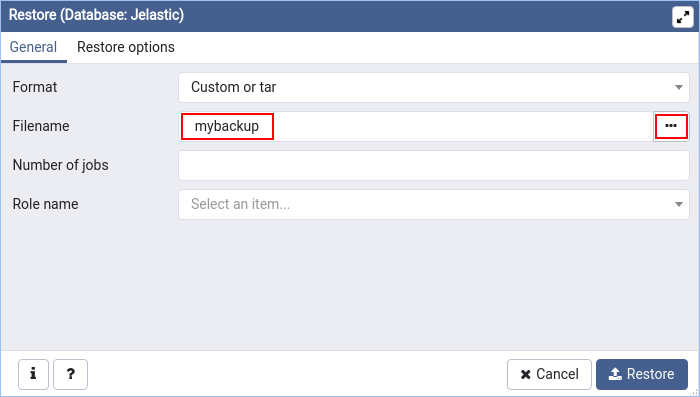 Restore (Database: Jelastic)
General Restore options
Format Custom or tar
Filename mybackup •••
Number of jobs
Role name Select an item...
i ? Cancel Restore